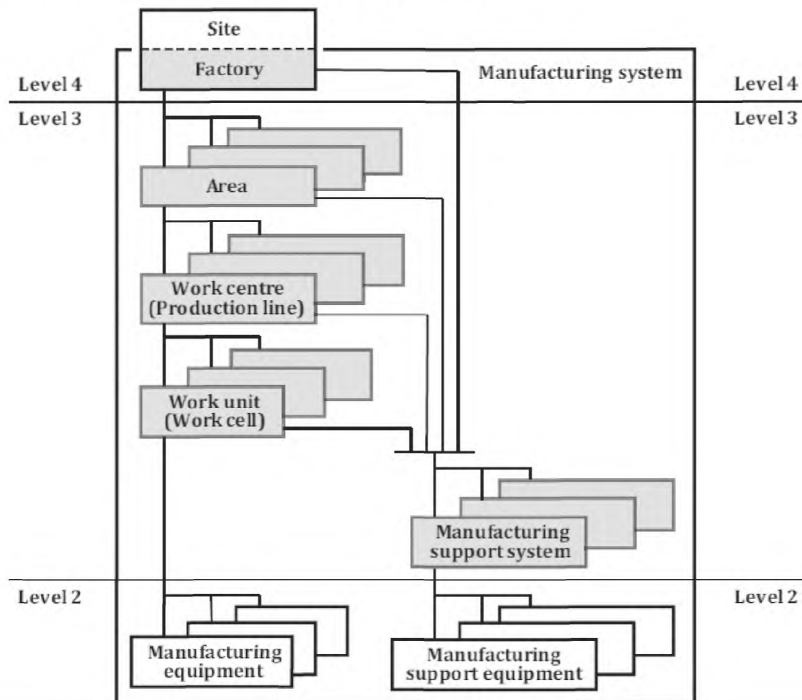 Site
Factory
Manufacturing system
Level 4
Level 4
Level 3
Level 3
Area
Work centre
(Production line)
Work unit
(Work cell)
Manufacturing
support system
Level 2
Level 2
Manufacturing
equipment
Manufacturing
support equipment